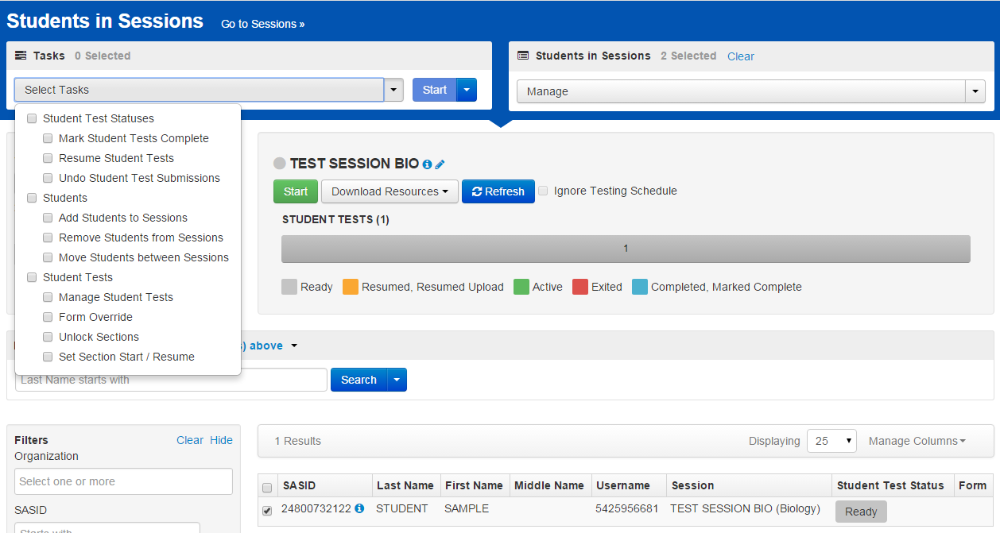 Students in Sessions Go to Sessions »
Tasks 0 Selected
Students in Sessions 2 Selected Clear
Select Tasks Start
Manage
Student Test Statuses
Mark Student Tests Complete
Resume Student Tests
Undo Student Test Submissions
Students
Add Students to Sessions
Remove Students from Sessions
Move Students between Sessions
Student Tests
Manage Student Tests
Form Override
Unlock Sections
Set Section Start / Resume
TEST SESSION BIO
Start Download Resources Refresh Ignore Testing Schedule
STUDENT TESTS (1)
1
Ready Resumed, Resumed Upload Active Exited Completed, Marked Complete
) above
Last Name starts with Search
Filters Clear Hide
Organization
Select one or more
SASID
Starts with
1 Results Displaying 25 Manage Columns
SASID Last Name First Name Middle Name Username Session Student Test Status Form
24800732122 STUDENT SAMPLE 5425956681 TEST SESSION BIO (Biology) Ready